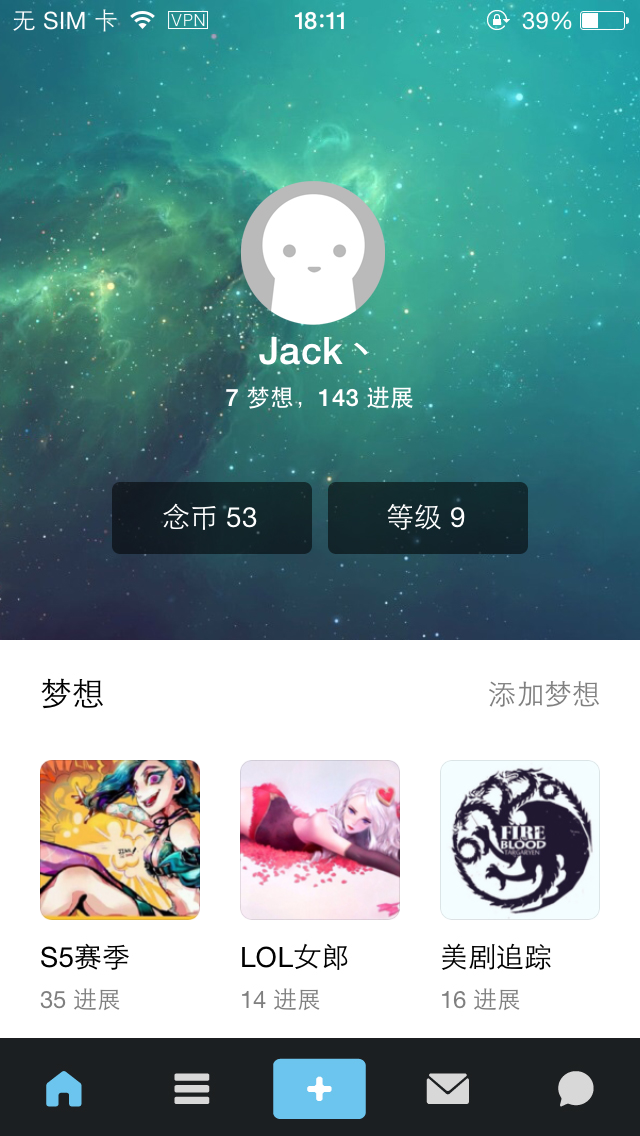 无 SIM 卡 VPN 18:11 39%
Jack丶
7 梦想，143 进展
念币 53 等级 9
梦想 添加梦想
FIRE
BLOOD
TARGARYEN
S5赛季 LOL女郎 美剧追踪
35 进展 14 进展 16 进展